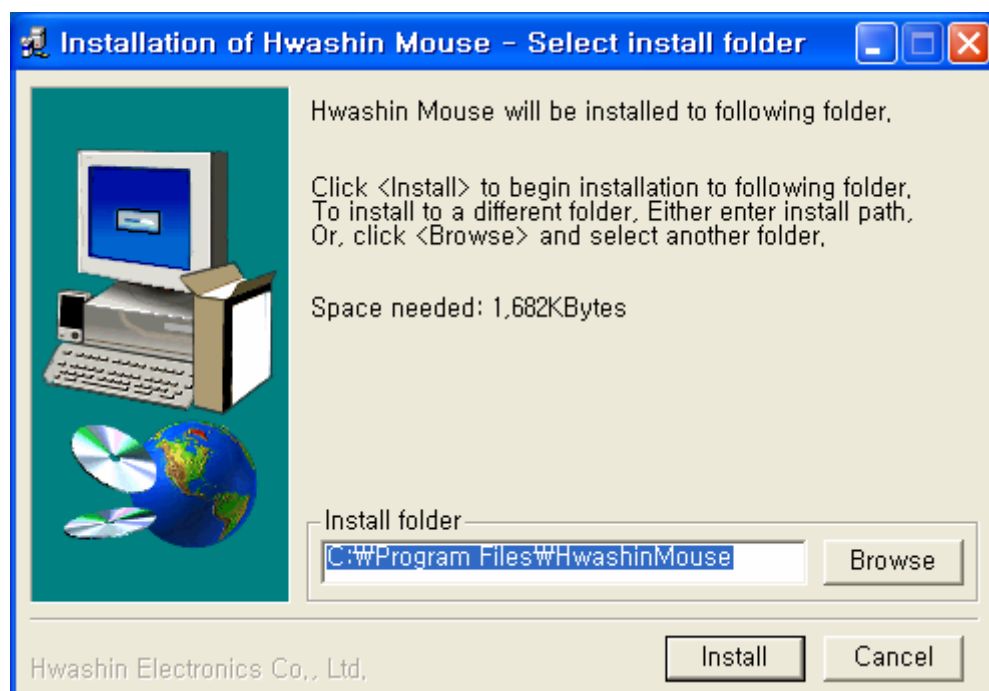 Installation of Hwashin Mouse - Select install folder
Hwashin Mouse will be installed to following folder,
Click <Install> to begin installation to following folder,
To install to a different folder, Either enter install path,
Or, click <Browse> and select another folder,
Space needed: 1,682KBytes
Install folder
C:₩Program Files₩HwashinMouse
Browse
Install
Cancel
Hwashin Electronics Co,, Ltd,